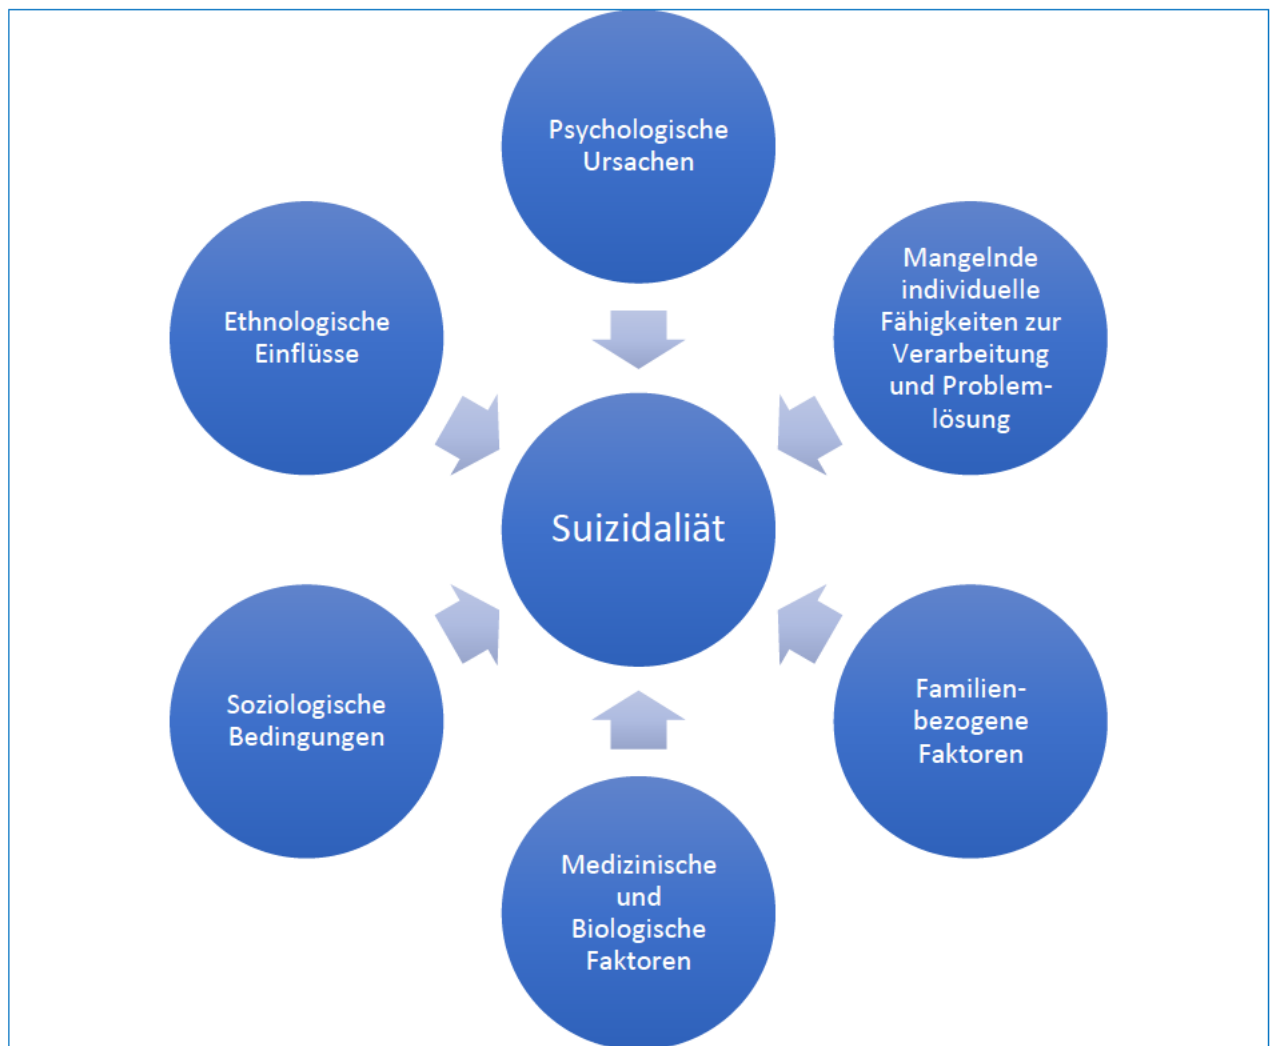 Psychologische
Ursachen
Mangelnde
individuelle
Fähigkeiten zur
Verarbeitung
und Problem-
lösung
Ethnologische
Einflüsse
Suizidaliät
Familien-
bezogene
Faktoren
Soziologische
Bedingungen
Medizinische
und
Biologische
Faktoren